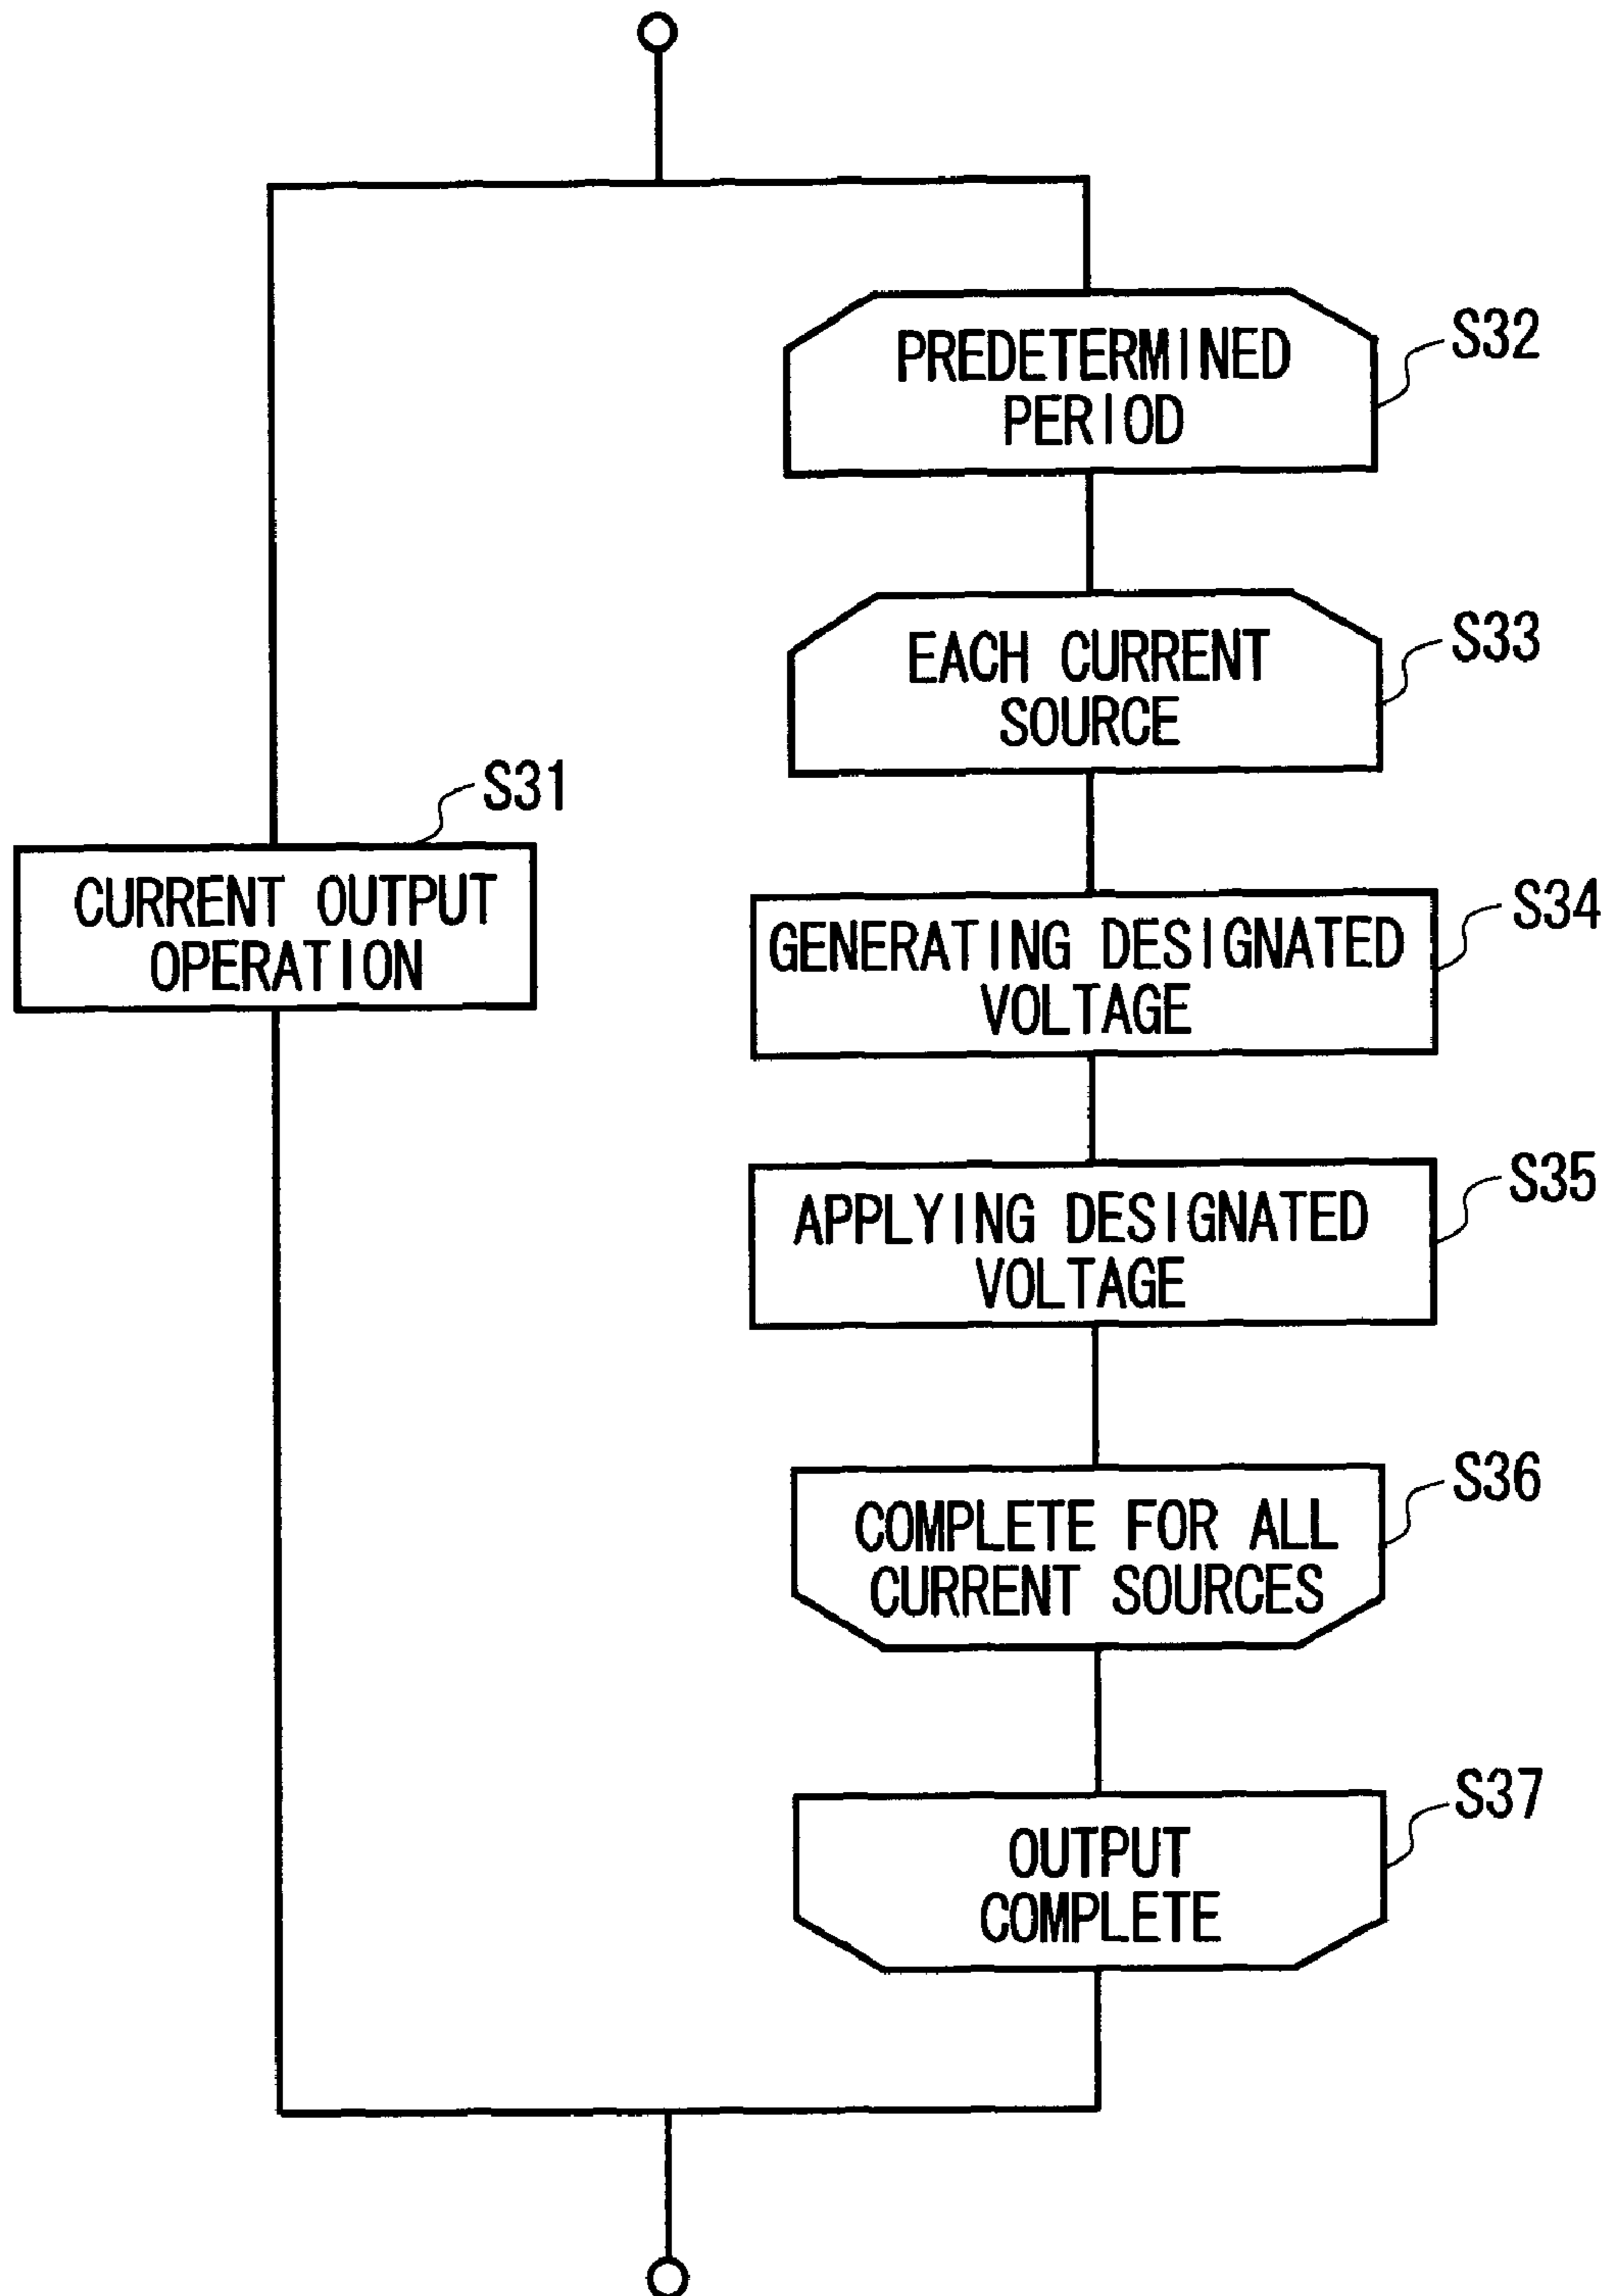 S32
PREDETERMINED
PERIOD
S33
EACH CURRENT
SOURCE
S31
CURRENT OUTPUT
OPERATION
S34
GENERATING DESIGNATED
VOLTAGE
S35
APPLYING DESIGNATED
VOLTAGE
S36
COMPLETE FOR ALL
CURRENT SOURCES
S37
OUTPUT
COMPLETE